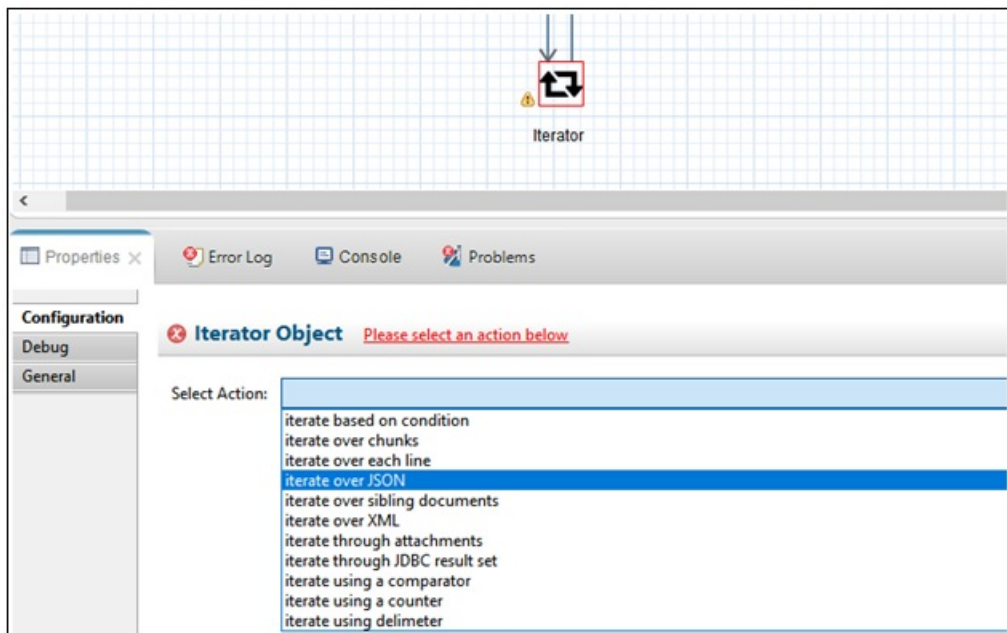 Iterator
Properties
Error Log
Console
Problems
Configuration
Debug
General
Iterator Object Please select an action below
Select Action:
iterate based on condition
iterate over chunks
iterate over each line
iterate over JSON
iterate over sibling documents
iterate over XML
iterate through attachments
iterate through JDBC result set
iterate using a comparator
iterate using a counter
iterate using delimeter